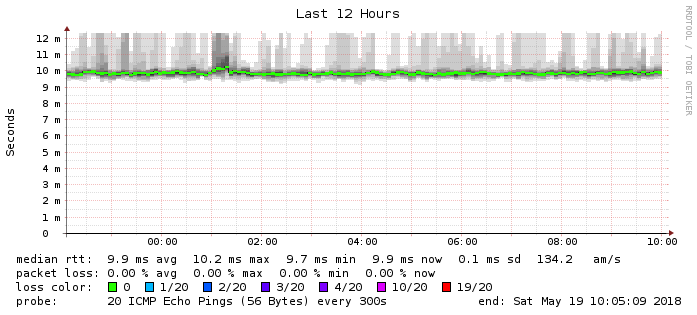 Last 12 Hours
RRDTOOL / TOBI OETIKER
Seconds
12 m
11 m
10 m
9 m
8 m
7 m
6 m
5 m
4 m
3 m
2 m
1 m
0
00:00 02:00 04:00 06:00 08:00 10:00
median rtt: 9.9 ms avg 10.2 ms max 9.7 ms min 9.9 ms now 0.1 ms sd 134.2 am/s
packet loss: 0.00 % avg 0.00 % max 0.00 % min 0.00 % now
loss color: 0 1/20 2/20 3/20 4/20 10/20 19/20
probe: 20 ICMP Echo Pings (56 Bytes) every 300s end: Sat May 19 10:05:09 2018